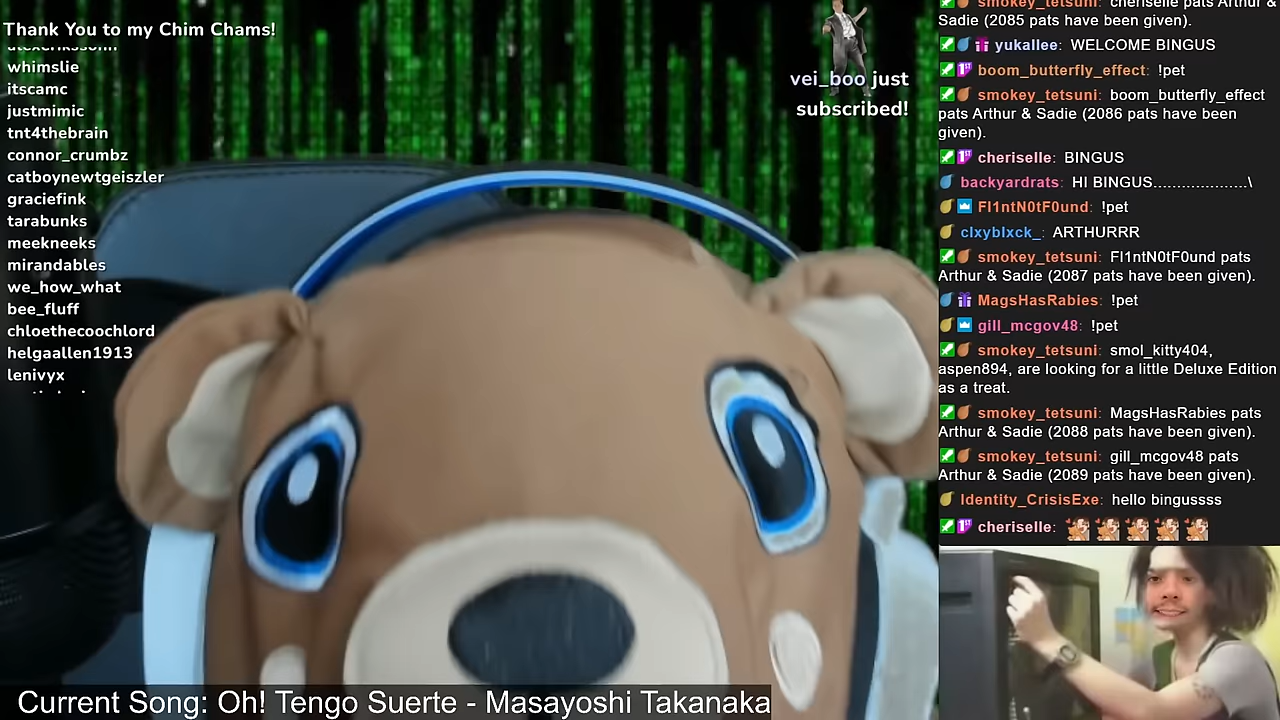 Thank You to my Chim Chams!
whimslie
itscamc
justmimic
tnt4thebrain
connor_crumbz
catboynewtgeiszler
graciefink
tarabunks
meekneeks
mirandables
we_how_what
bee_fluff
chloethecoochlord
helgaallen1913
lenivyx
vei_boo just
subscribed!
smokey_tetsuni: cheriselle pats Arthur &
Sadie (2085 pats have been given).
yukallee: WELCOME BINGUS
boom_butterfly_effect: !pet
smokey_tetsuni: boom_butterfly_effect
pats Arthur & Sadie (2086 pats have been
given).
cheriselle: BINGUS
backyardrats: HI BINGUS....................\
Fl1ntN0tF0und: !pet
clxyblxck_: ARTHURRR
smokey_tetsuni: Fl1ntN0tF0und pats
Arthur & Sadie (2087 pats have been given).
MagsHasRabies: !pet
gill_mcgov48: !pet
smokey_tetsuni: smol_kitty404,
aspen894, are looking for a little Deluxe Edition
as a treat.
smokey_tetsuni: MagsHasRabies pats
Arthur & Sadie (2088 pats have been given).
smokey_tetsuni: gill_mcgov48 pats
Arthur & Sadie (2089 pats have been given).
Identity_CrisisExe: hello bingussss
cheriselle:
Current Song: Oh! Tengo Suerte - Masayoshi Takanaka